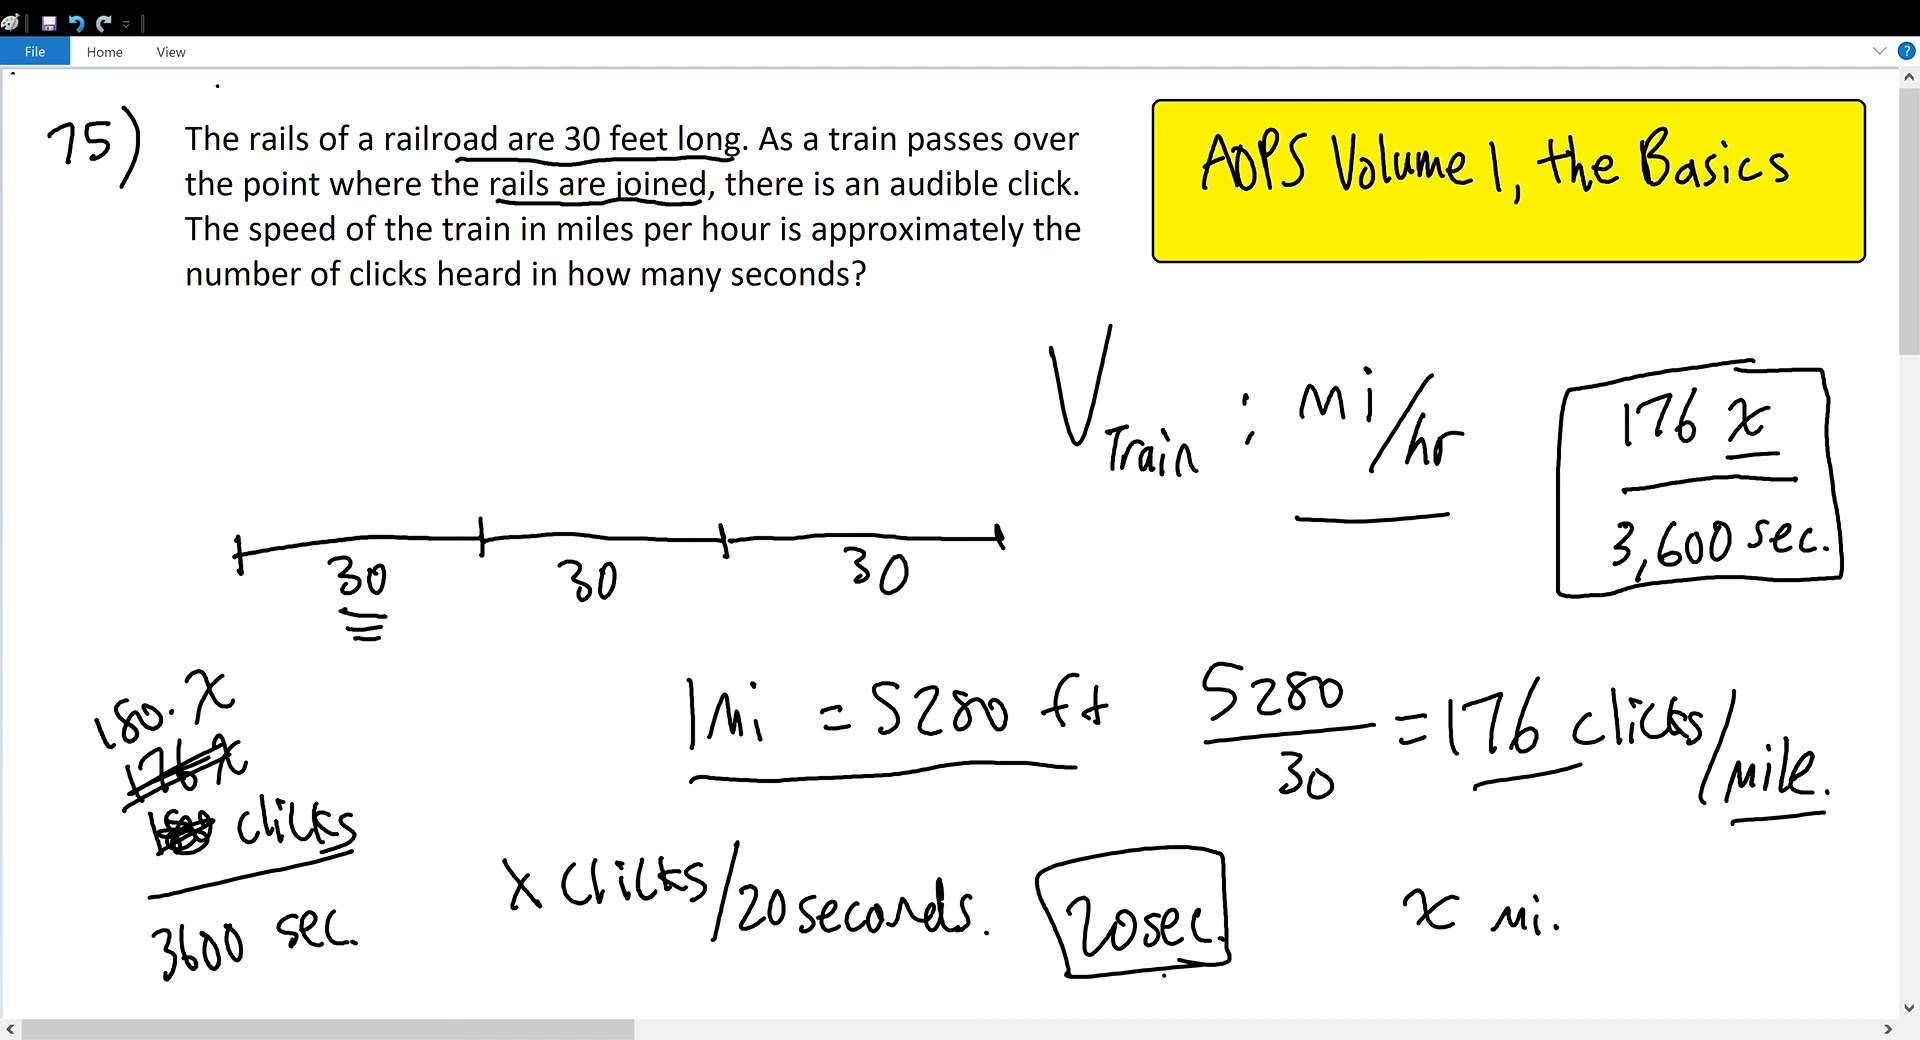 File Home View
75)
The rails of a railroad are 30 feet long. As a train passes over
the point where the rails are joined, there is an audible click.
The speed of the train in miles per hour is approximately the
number of clicks heard in how many seconds?
AOPS Volume 1, the Basics
V Train : mi/hr
176 x
3,600 sec.
30 30 30
1 Mi = 5280 ft
5280
30
= 176 clicks/mile.
180. x
176 x
clicks
3600 sec.
x clicks/20 seconds.
20 sec.
x mi.